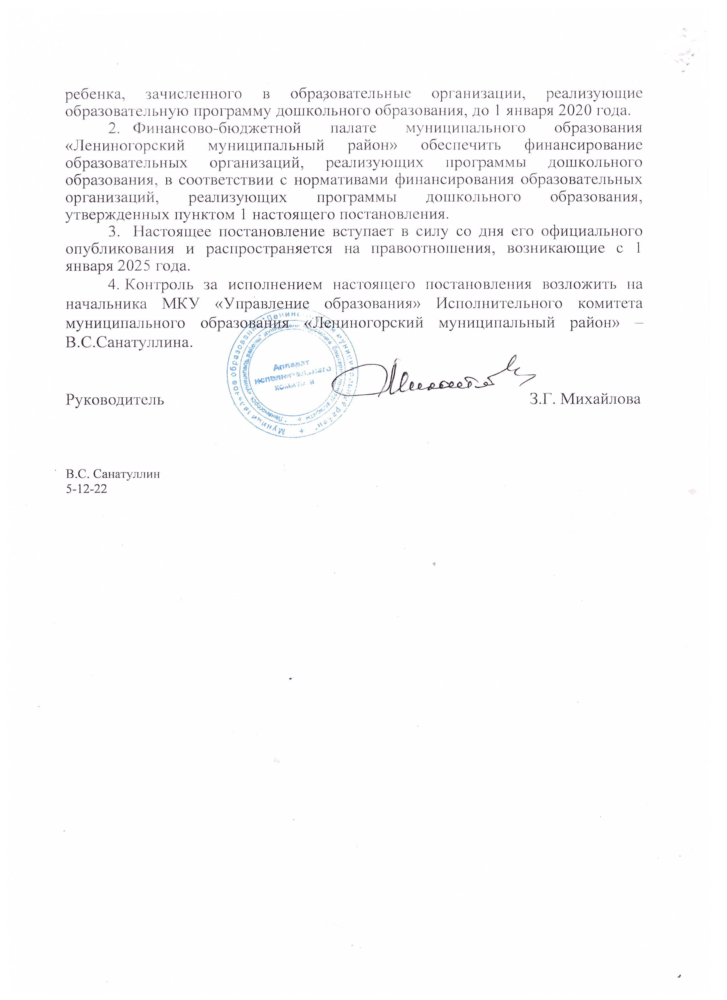 ребенка, зачисленного в образовательные организации, реализующие
образовательную программу дошкольного образования, до 1 января 2020 года.
2. Финансово-бюджетной палате муниципального образования
«Лениногорский муниципальный район» обеспечить финансирование
образовательных организаций, реализующих программы дошкольного
образования, в соответствии с нормативами финансирования образовательных
организаций, реализующих программы дошкольного образования,
утвержденных пунктом 1 настоящего постановления.
3. Настоящее постановление вступает в силу со дня его официального
опубликования и распространяется на правоотношения, возникающие с 1
января 2025 года.
4. Контроль за исполнением настоящего постановления возложить на
начальника МКУ «Управление образования» Исполнительного комитета
муниципального образования «Лениногорский муниципальный район» –
В.С.Санатуллина.
Аппарат
исполнительного
комитета
Руководитель З.Г. Михайлова
В.С. Санатуллин
5-12-22